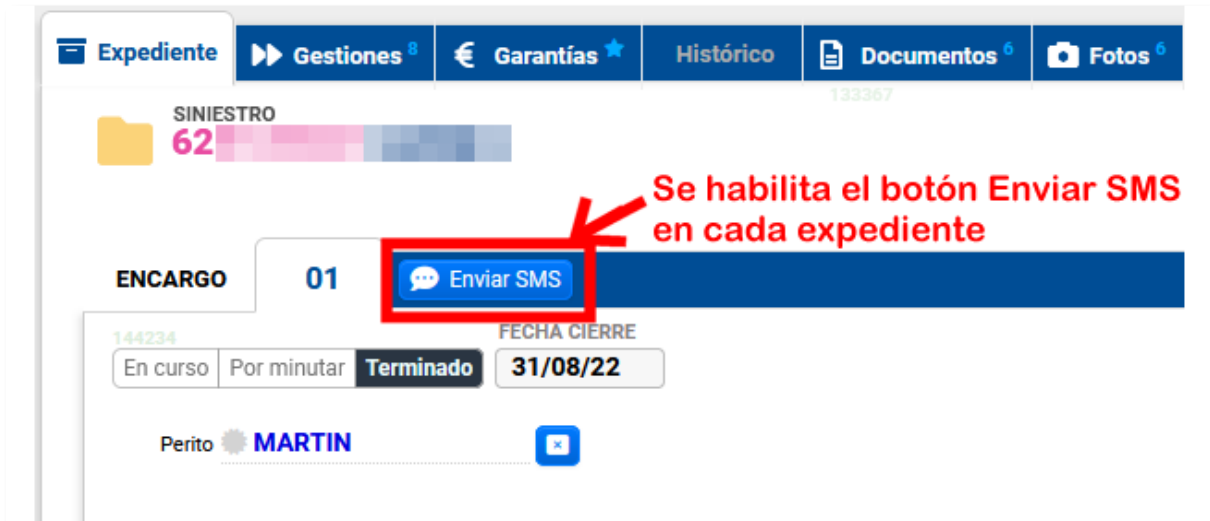 Expediente Gestiones 8 € Garantías Histórico Documentos 6 Fotos 6
133367
SINIESTRO
62
Se habilita el botón Enviar SMS
en cada expediente
ENCARGO 01 Enviar SMS
144234
FECHA CIERRE
En curso Por minutar Terminado 31/08/22
Perito MARTIN